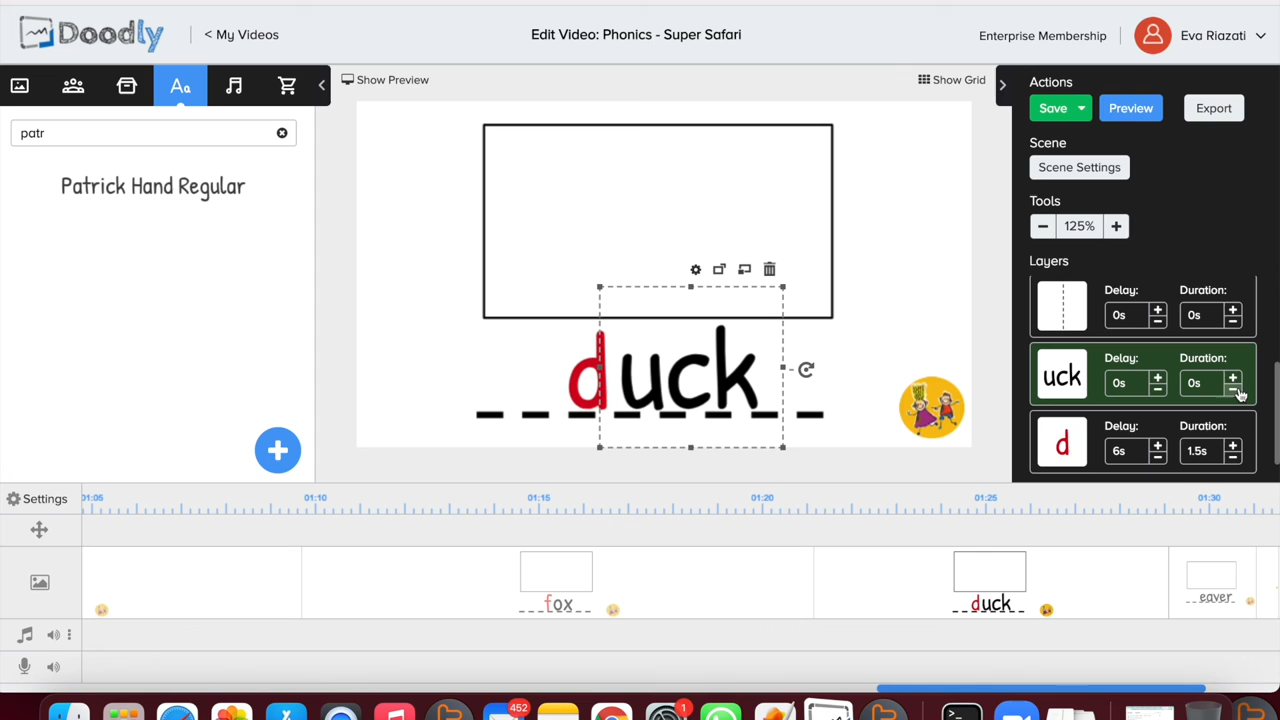 Doodly
< My Videos
Edit Video: Phonics - Super Safari
Enterprise Membership
Eva Riazati
Aa
Show Preview
Show Grid
patr
Patrick Hand Regular
duck
Actions
Save
Preview
Export
Scene
Scene Settings
Tools
125%
Layers
Delay:
Duration:
0s
0s
uck
Delay:
Duration:
0s
0s
d
Delay:
Duration:
6s
1.5s
Settings
01:05
01:10
01:15
01:20
01:25
01:30
fox
duck
eaver
452
1